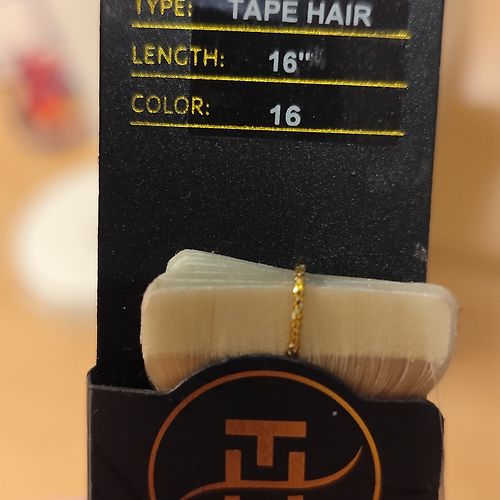 TYPE: TAPE HAIR
LENGTH: 16"
COLOR: 16